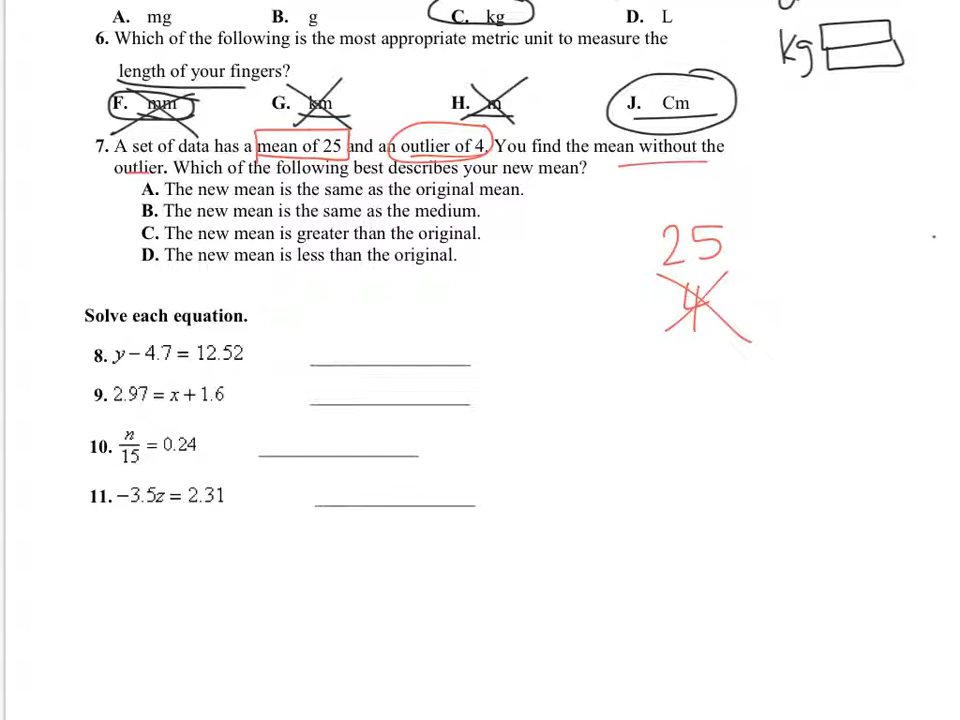 A. mg B. g C. kg D. L
6. Which of the following is the most appropriate metric unit to measure the
kg
length of your fingers?
F. mm G. km H. m J. Cm
7. A set of data has a mean of 25 and an outlier of 4. You find the mean without the
outlier. Which of the following best describes your new mean?
A. The new mean is the same as the original mean.
B. The new mean is the same as the medium.
C. The new mean is greater than the original.
D. The new mean is less than the original.
25
4
Solve each equation.
8. y – 4.7 = 12.52
9. 2.97 = x + 1.6
10. n/15 = 0.24
11. –3.5z = 2.31